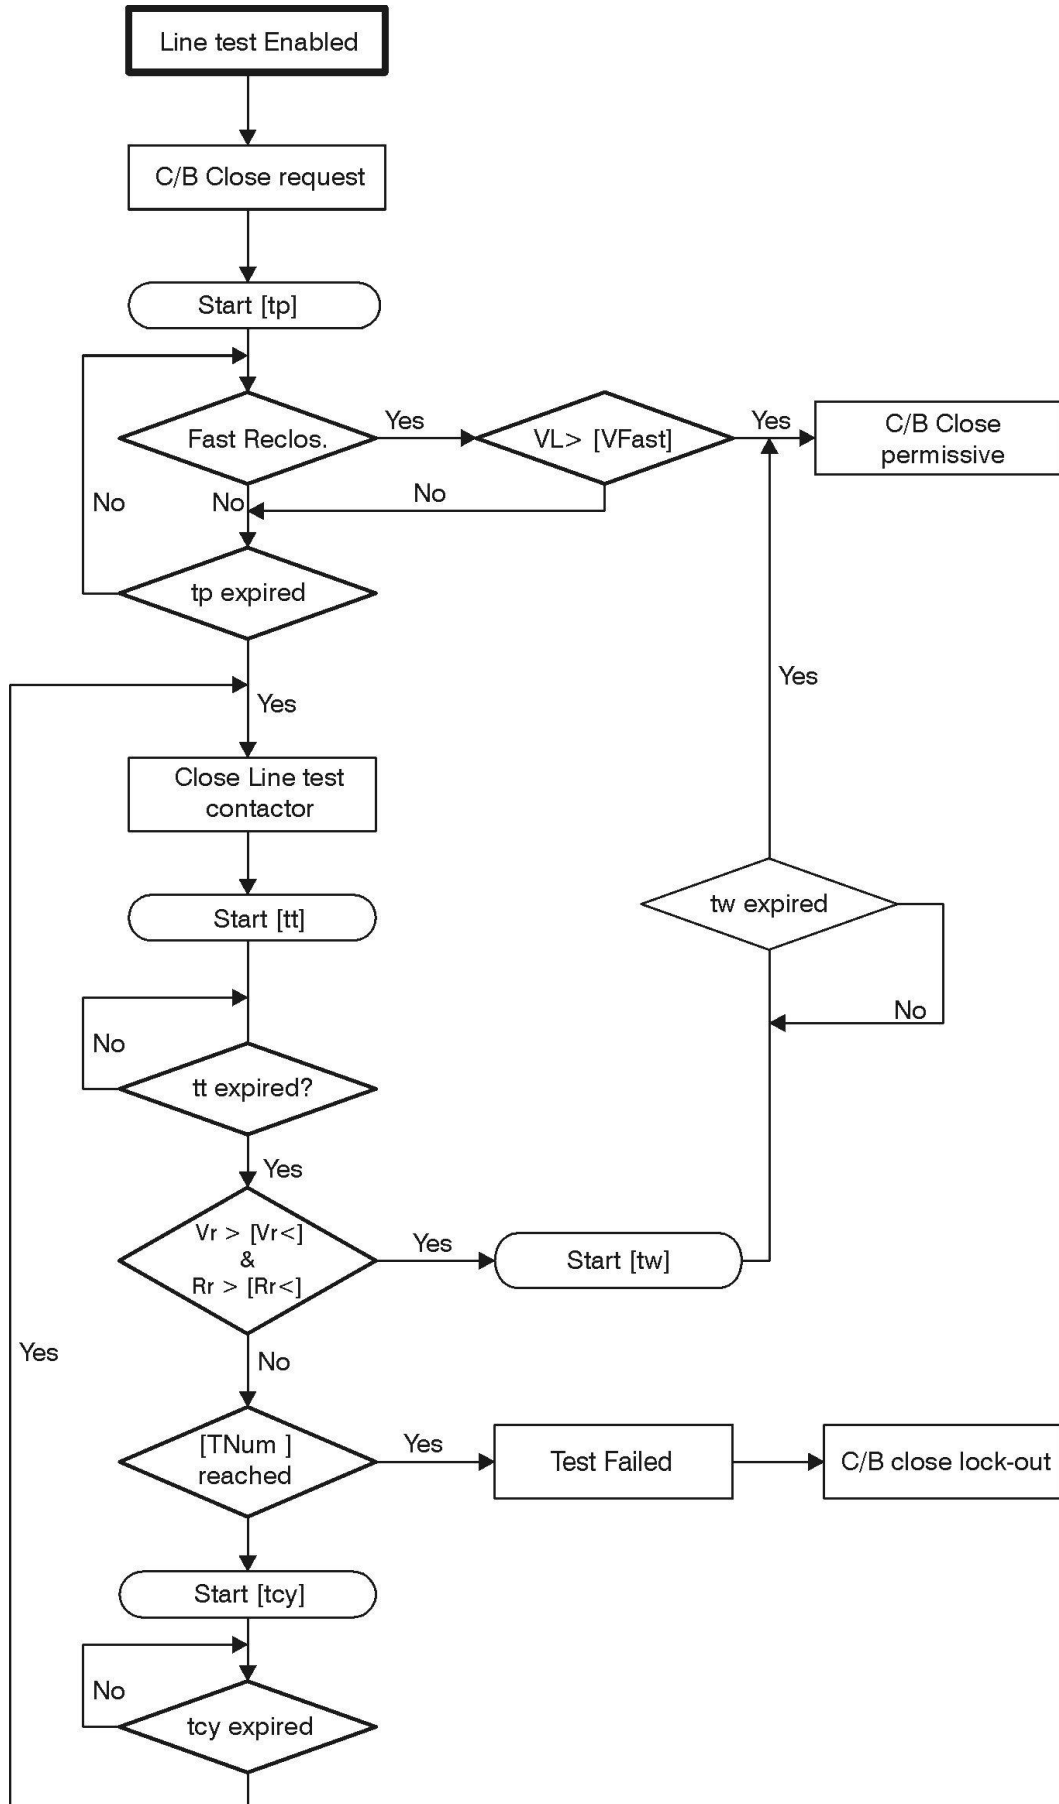 Line test Enabled
C/B Close request
Start [tp]
Fast Reclos.
Yes
VL> [VFast]
Yes
C/B Close
permissive
No
No
No
tp expired
Yes
Yes
Close Line test
contactor
Start [tt]
tw expired
No
No
tt expired?
Yes
Vr > [Vr<]
&
Rr > [Rr<]
Yes
Start [tw]
Yes
No
[TNum ]
reached
Yes
Test Failed
C/B close lock-out
Start [tcy]
No
tcy expired